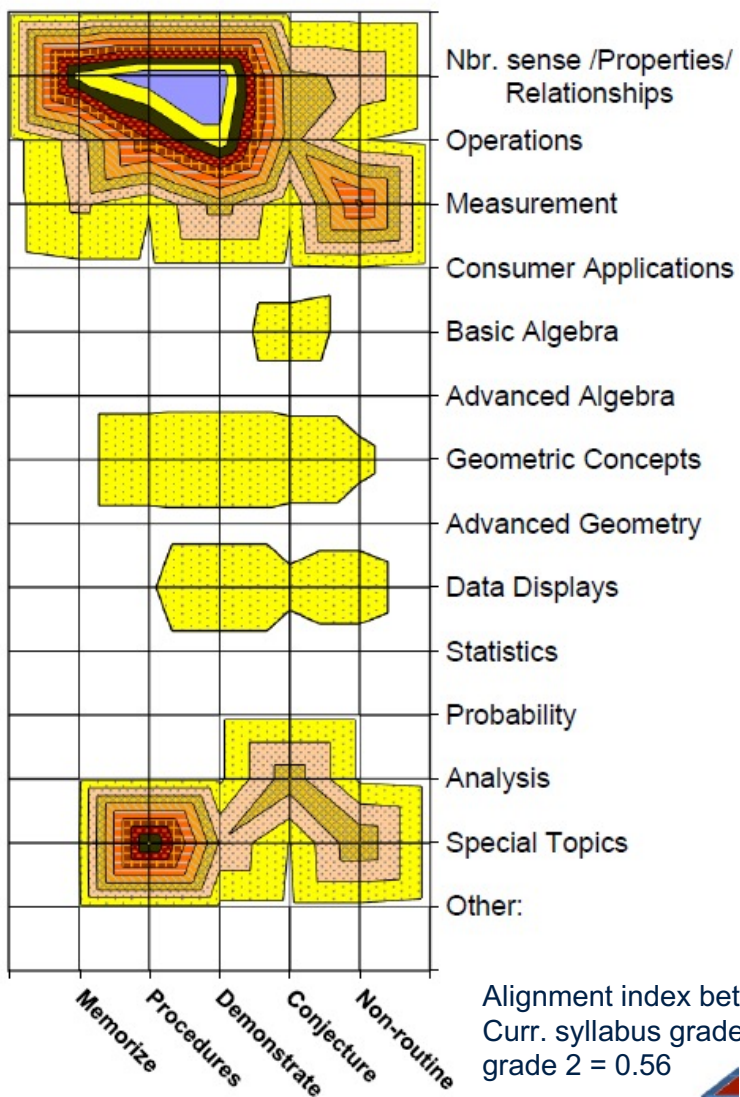 Nbr. sense /Properties/
Relationships
Operations
Measurement
Consumer Applications
Basic Algebra
Advanced Algebra
Geometric Concepts
Advanced Geometry
Data Displays
Statistics
Probability
Analysis
Special Topics
Other:
Memorize
Procedures
Demonstrate
Conjecture
Non-routine
Alignment index bet
Curr. syllabus grade
grade 2 = 0.56